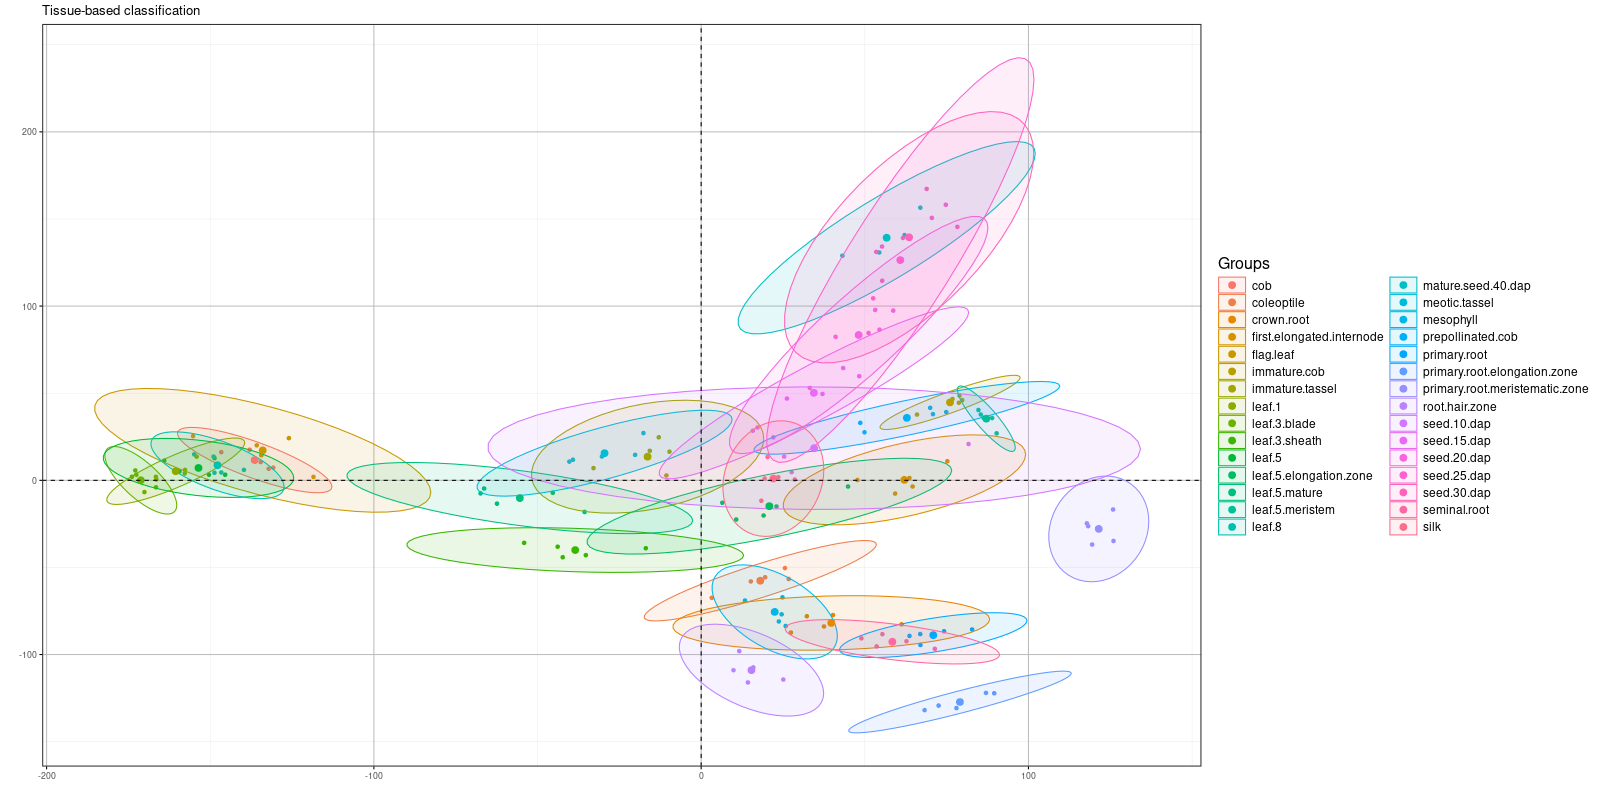 Tissue-based classification
200
100
0
-100
-200
-100
0
100
Groups
cob
coleoptile
crown.root
first.elongated.internode
flag.leaf
immature.cob
immature.tassel
leaf.1
leaf.3.blade
leaf.3.sheath
leaf.5
leaf.5.elongation.zone
leaf.5.mature
leaf.5.meristem
leaf.8
mature.seed.40.dap
meotic.tassel
mesophyll
prepollinated.cob
primary.root
primary.root.elongation.zone
primary.root.meristematic.zone
root.hair.zone
seed.10.dap
seed.15.dap
seed.20.dap
seed.25.dap
seed.30.dap
seminal.root
silk